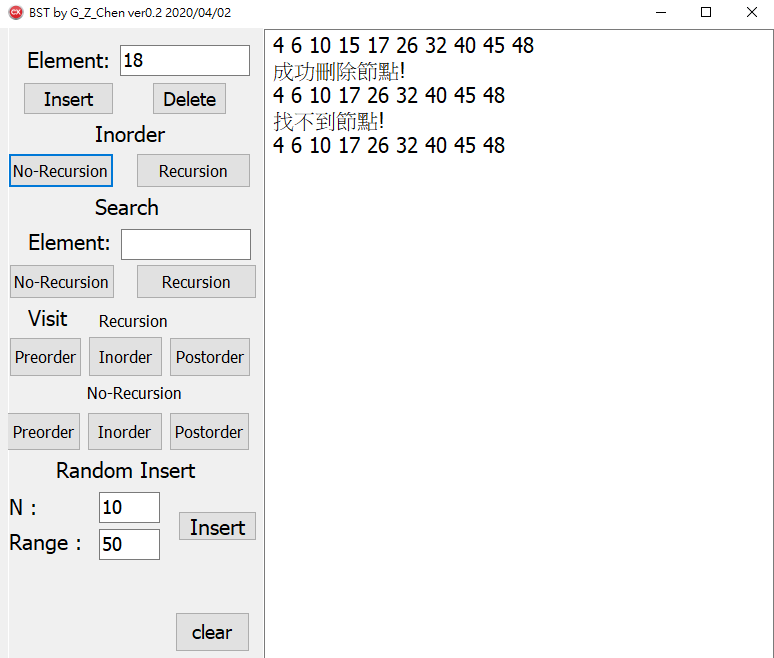 BST by G_Z_Chen ver0.2 2020/04/02
Element: 18
Insert Delete
Inorder
No-Recursion Recursion
Search
Element:
No-Recursion Recursion
Visit Recursion
Preorder Inorder Postorder
No-Recursion
Preorder Inorder Postorder
Random Insert
N : 10
Insert
Range : 50
clear
4 6 10 15 17 26 32 40 45 48
成功刪除節點!
4 6 10 17 26 32 40 45 48
找不到節點!
4 6 10 17 26 32 40 45 48